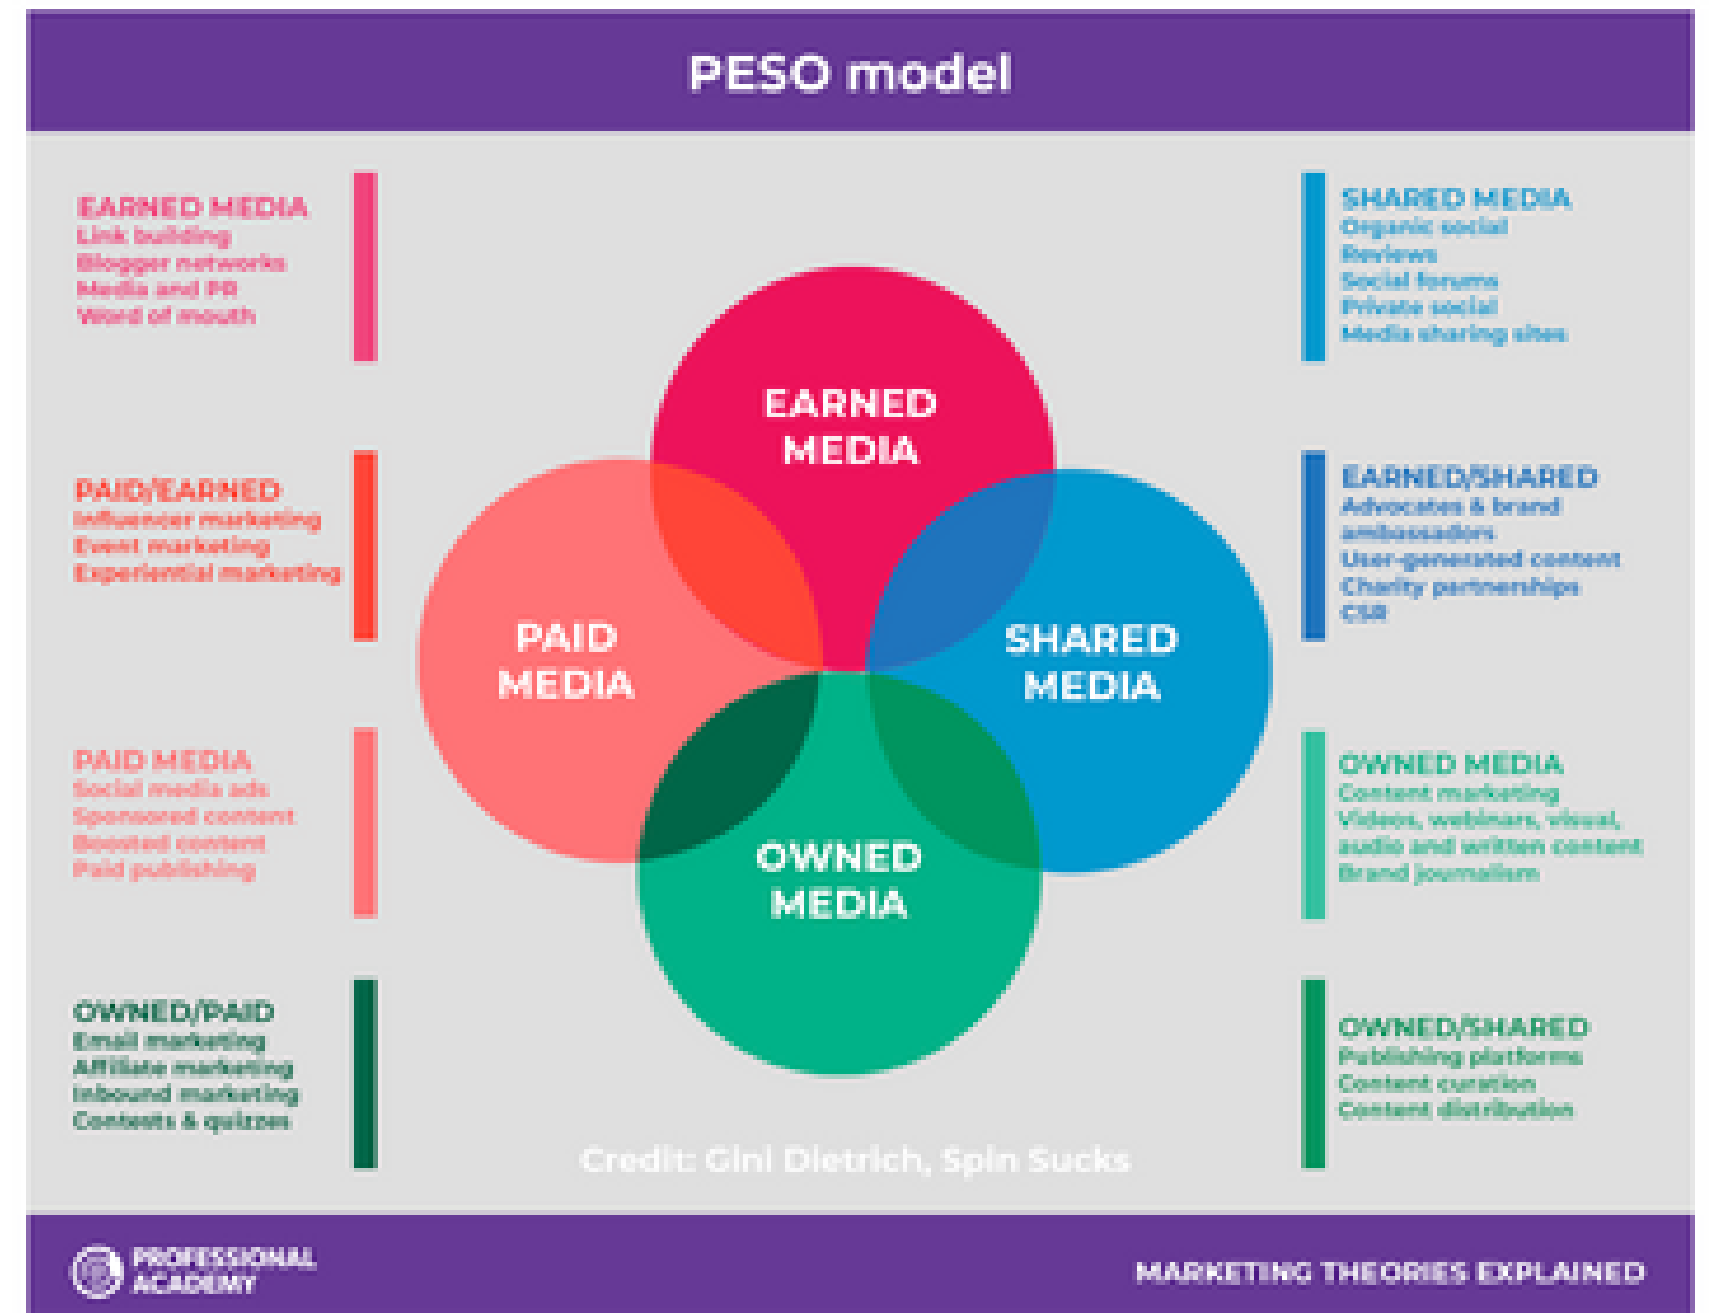 PESO model
EARNED MEDIA
Link building
Blogger networks
Media and PR
Word of mouth
PAID/EARNED
Influencer marketing
Event marketing
Experiential marketing
PAID MEDIA
Social media ads
Sponsored content
Boosted content
Paid publishing
OWNED/PAID
Email marketing
Affiliate marketing
Inbound marketing
Contests & quizzes
EARNED
MEDIA
PAID
MEDIA
SHARED
MEDIA
OWNED
MEDIA
Credit: Gini Dietrich, Spin Sucks
SHARED MEDIA
Organic social
Reviews
Social forums
Private social
Media sharing sites
EARNED/SHARED
Advocates & brand
ambassadors
User-generated content
Charity partnerships
CSR
OWNED MEDIA
Content marketing
Videos, webinars, visual,
audio and written content
Brand journalism
OWNED/SHARED
Publishing platforms
Content curation
Content distribution
PROFESSIONAL
ACADEMY
MARKETING THEORIES EXPLAINED